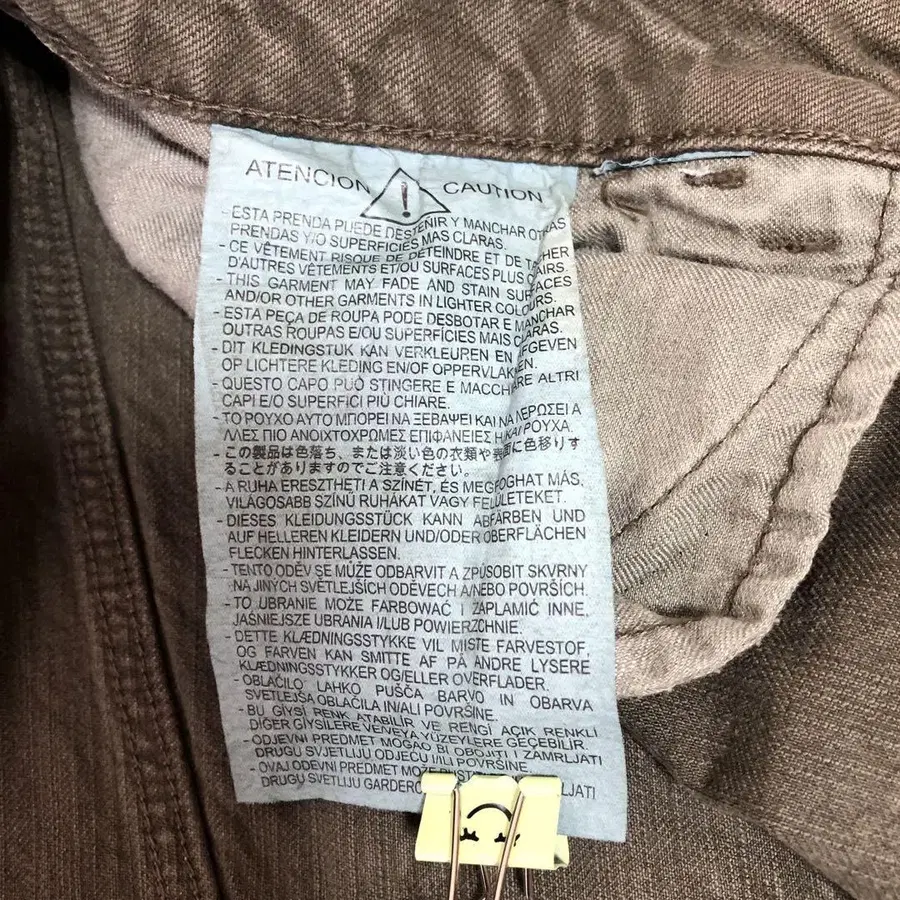 ATENCION ! CAUTION
- ESTA PRENDA PUEDE DESTEÑIR Y MANCHAR OTRAS
PRENDAS Y/O SUPERFICIES MAS CLARAS.
- CE VÊTEMENT RISQUE DE DÉTEINDRE ET DE TACHER
D'AUTRES VÊTEMENTS ET/OU SURFACES PLUS CLAIRS.
- THIS GARMENT MAY FADE AND STAIN SURFACES
AND/OR OTHER GARMENTS IN LIGHTER COLOURS.
- ESTA PEÇA DE ROUPA PODE DESBOTAR E MANCHAR
OUTRAS ROUPAS E/OU SUPERFÍCIES MAIS CLARAS.
- DIT KLEDINGSTUK KAN VERKLEUREN EN AFGEVEN
OP LICHTERE KLEDING EN/OF OPPERVLAKKEN.
- QUESTO CAPO PUÒ STINGERE E MACCHIARE ALTRI
CAPI E/O SUPERFICI PIÙ CHIARE.
- ΤΟ ΡΟΥΧΟ ΑΥΤΟ ΜΠΟΡΕΙ ΝΑ ΞΕΒΑΨΕΙ ΚΑΙ ΝΑ ΛΕΡΩΣΕΙ Α
ΛΛΕΣ ΠΙΟ ΑΝΟΙΧΤΟΧΡΩΜΕΣ ΕΠΙΦΑΝΕΙΕΣ Η ΚΑΙ ΡΟΥΧΑ.
- この製品は色落ち、または淡い色の衣類や表面に色移りす
ることがありますのでご注意ください。
- A RUHA ERESZTHETI A SZÍNÉT, ÉS MEGFOGHAT MÁS,
VILÁGOSABB SZÍNŰ RUHÁKAT VAGY FELÜLETEKET.
- DIESES KLEIDUNGSSTÜCK KANN ABFÄRBEN UND
AUF HELLEREN KLEIDERN UND/ODER OBERFLÄCHEN
FLECKEN HINTERLASSEN.
- TENTO ODĚV SE MŮŽE ODBARVIT A ZPŮSOBIT SKVRNY
NA JINÝCH SVĚTLEJŠÍCH ODĚVECH A/NEBO POVRŠÍCH.
- TO UBRANIE MOŻE FARBOWAĆ I ZAPLAMIĆ INNE,
JAŚNIEJSZE UBRANIA I/LUB POWIERZCHNIE.
- DETTE KLÆDNINGSSTYKKE VIL MISTE FARVESTOF,
OG FARVEN KAN SMITTE AF PÅ ANDRE LYSERE
KLÆDNINGSSTYKKER OG/ELLER OVERFLADER.
- OBLAČILO LAHKO PUŠČA BARVO IN OBARVA
SVETLEJŠA OBLAČILA IN/ALI POVRŠINE.
- BU GİYSİ RENK ATABİLİR VE RENGİ AÇIK RENKLİ
DİĞER GİYSİLERE VE/VEYA YÜZEYLERE GEÇEBİLİR.
- ODJEVNI PREDMET MOGAO BI OBOJITI I ZAMRLJATI
DRUGU SVJETLIJU ODJEĆU I/ILI POVRŠINE
- OVAJ ODEVNI PREDMET MOŽE
DRUGU SVETLIJU